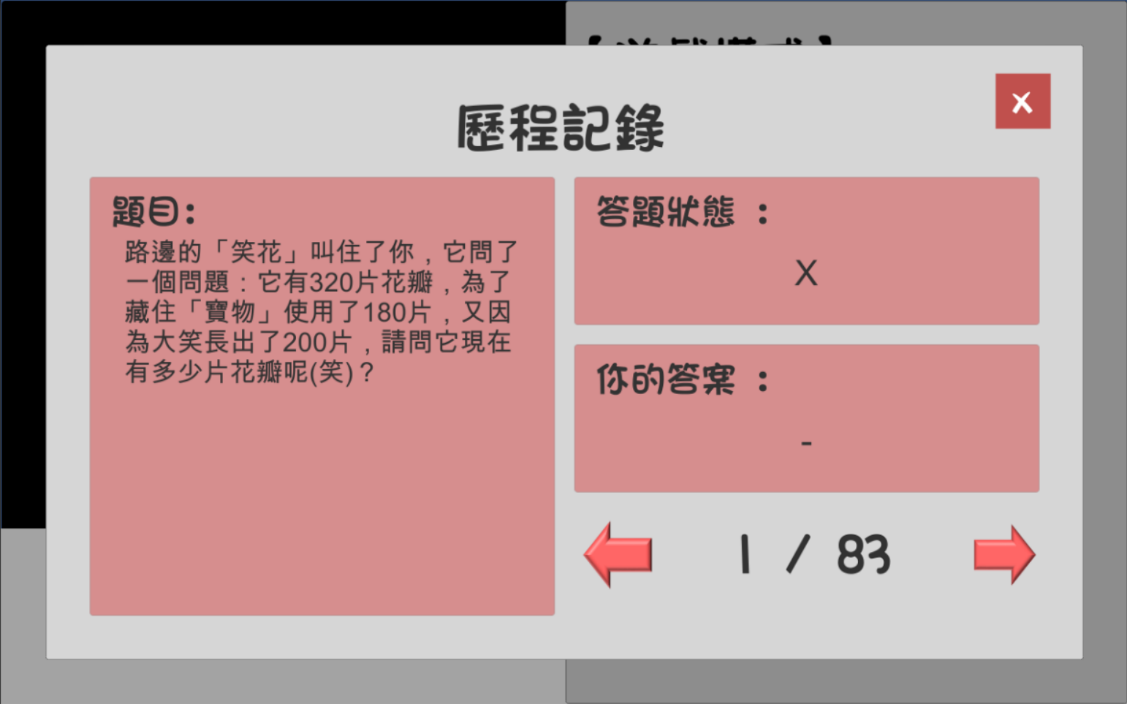 歷程記錄
X
題目:
路邊的「笑花」叫住了你，它問了
一個問題：它有320片花瓣，為了
藏住「寶物」使用了180片，又因
為大笑長出了200片，請問它現在
有多少片花瓣呢(笑)？
答題狀態 :
X
你的答案 :
-
1 / 83